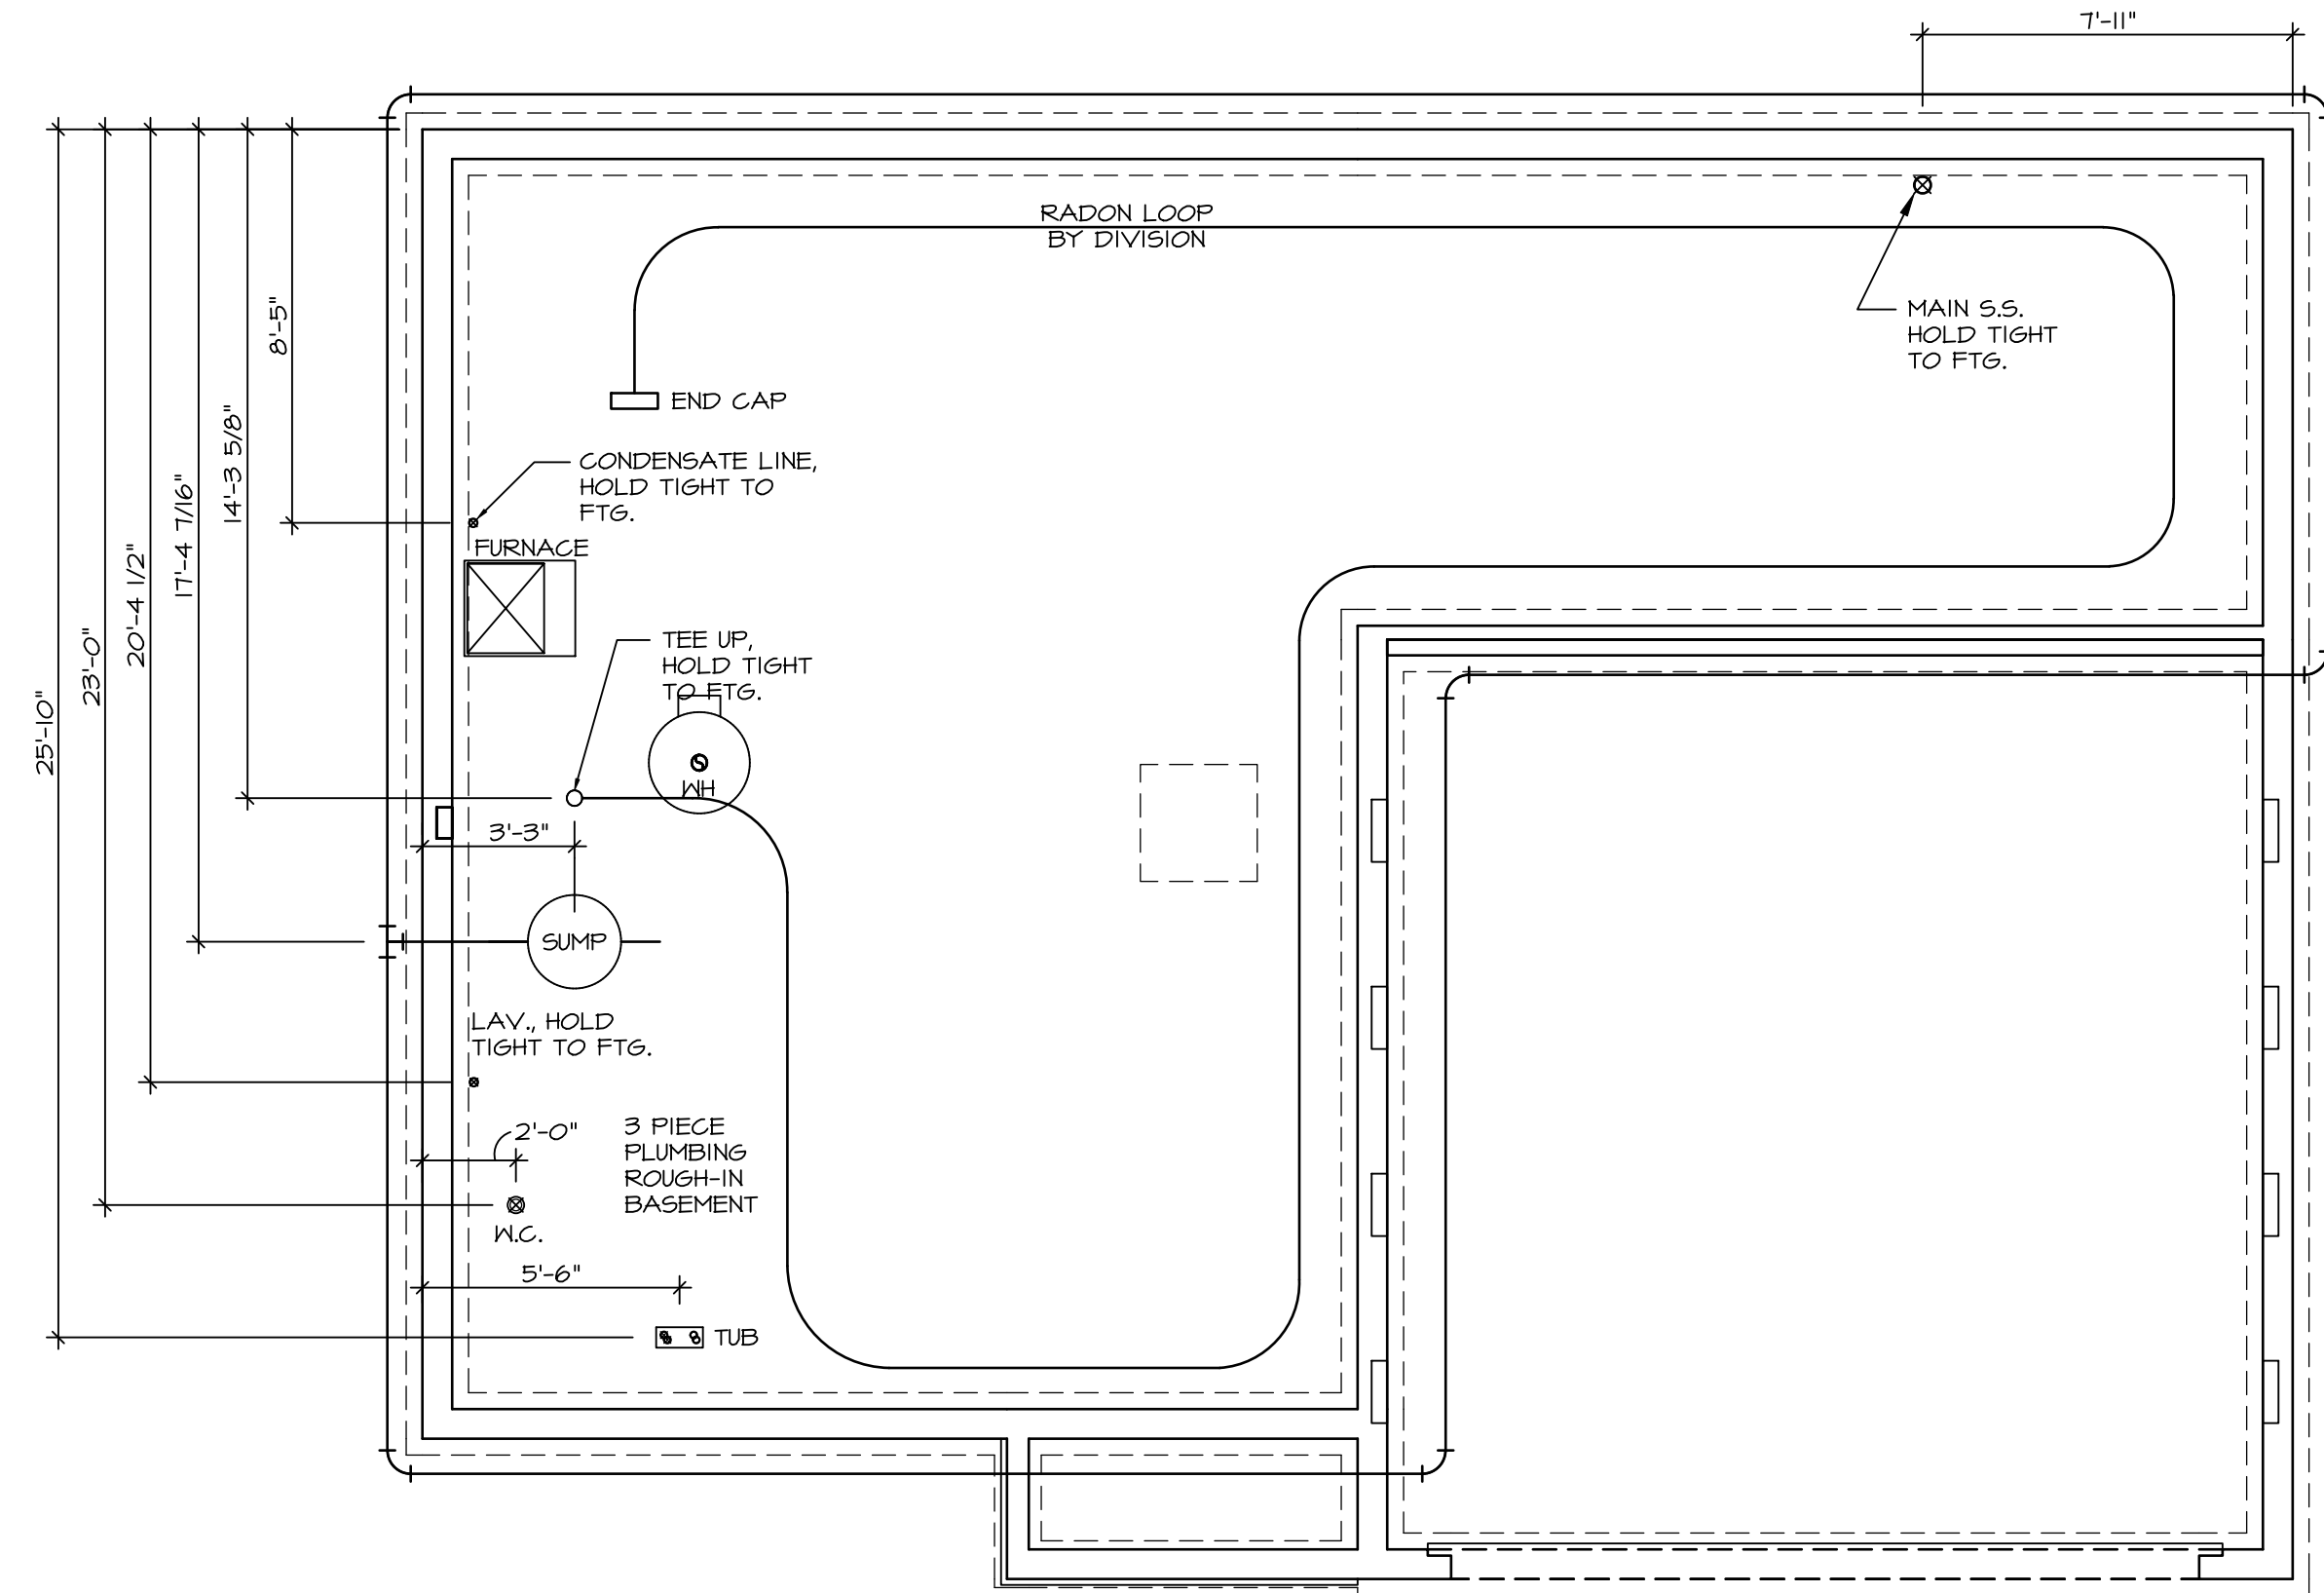 7'-11"
RADON LOOP
BY DIVISION
MAIN S.S.
HOLD TIGHT
TO FTG.
8'-5"
END CAP
14'-3 5/8"
CONDENSATE LINE,
HOLD TIGHT TO
FTG.
17'-4 7/16"
FURNACE
20'-4 1/2"
23'-0"
TEE UP,
HOLD TIGHT
TO FTG.
25'-10"
WH
3'-3"
SUMP
LAV., HOLD
TIGHT TO FTG.
2'-0"
3 PIECE
PLUMBING
ROUGH-IN
BASEMENT
W.C.
5'-6"
TUB